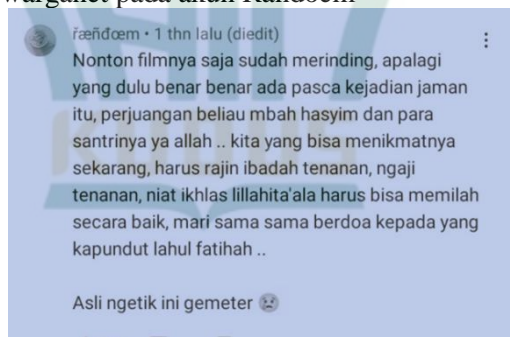 warganet pada akun Randoem
řæñđœm • 1 thn lalu (diedit)
Nonton filmnya saja sudah merinding, apalagi
yang dulu benar benar ada pasca kejadian jaman
itu, perjuangan beliau mbah hasyim dan para
santrinya ya allah .. kita yang bisa menikmatnya
sekarang, harus rajin ibadah tenanan, ngaji
tenanan, niat ikhlas lillahita'ala harus bisa memilah
secara baik, mari sama sama berdoa kepada yang
kapundut lahul fatihah ..
Asli ngetik ini gemeter 😢